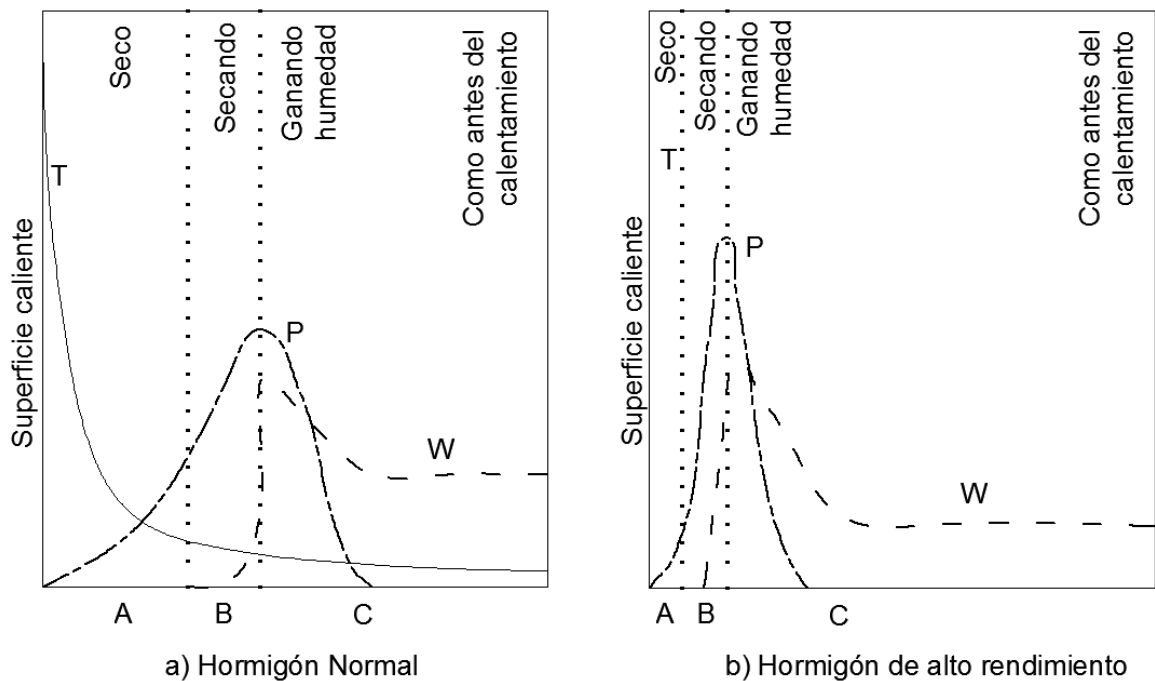 Seco
Secando
Ganando
humedad
Como antes del
calentamiento
T
Superficie caliente
P
W
A
B
C
a) Hormigón Normal
Seco
Secando
Ganando
humedad
Como antes del
calentamiento
T
Superficie caliente
P
W
A
B
C
b) Hormigón de alto rendimiento